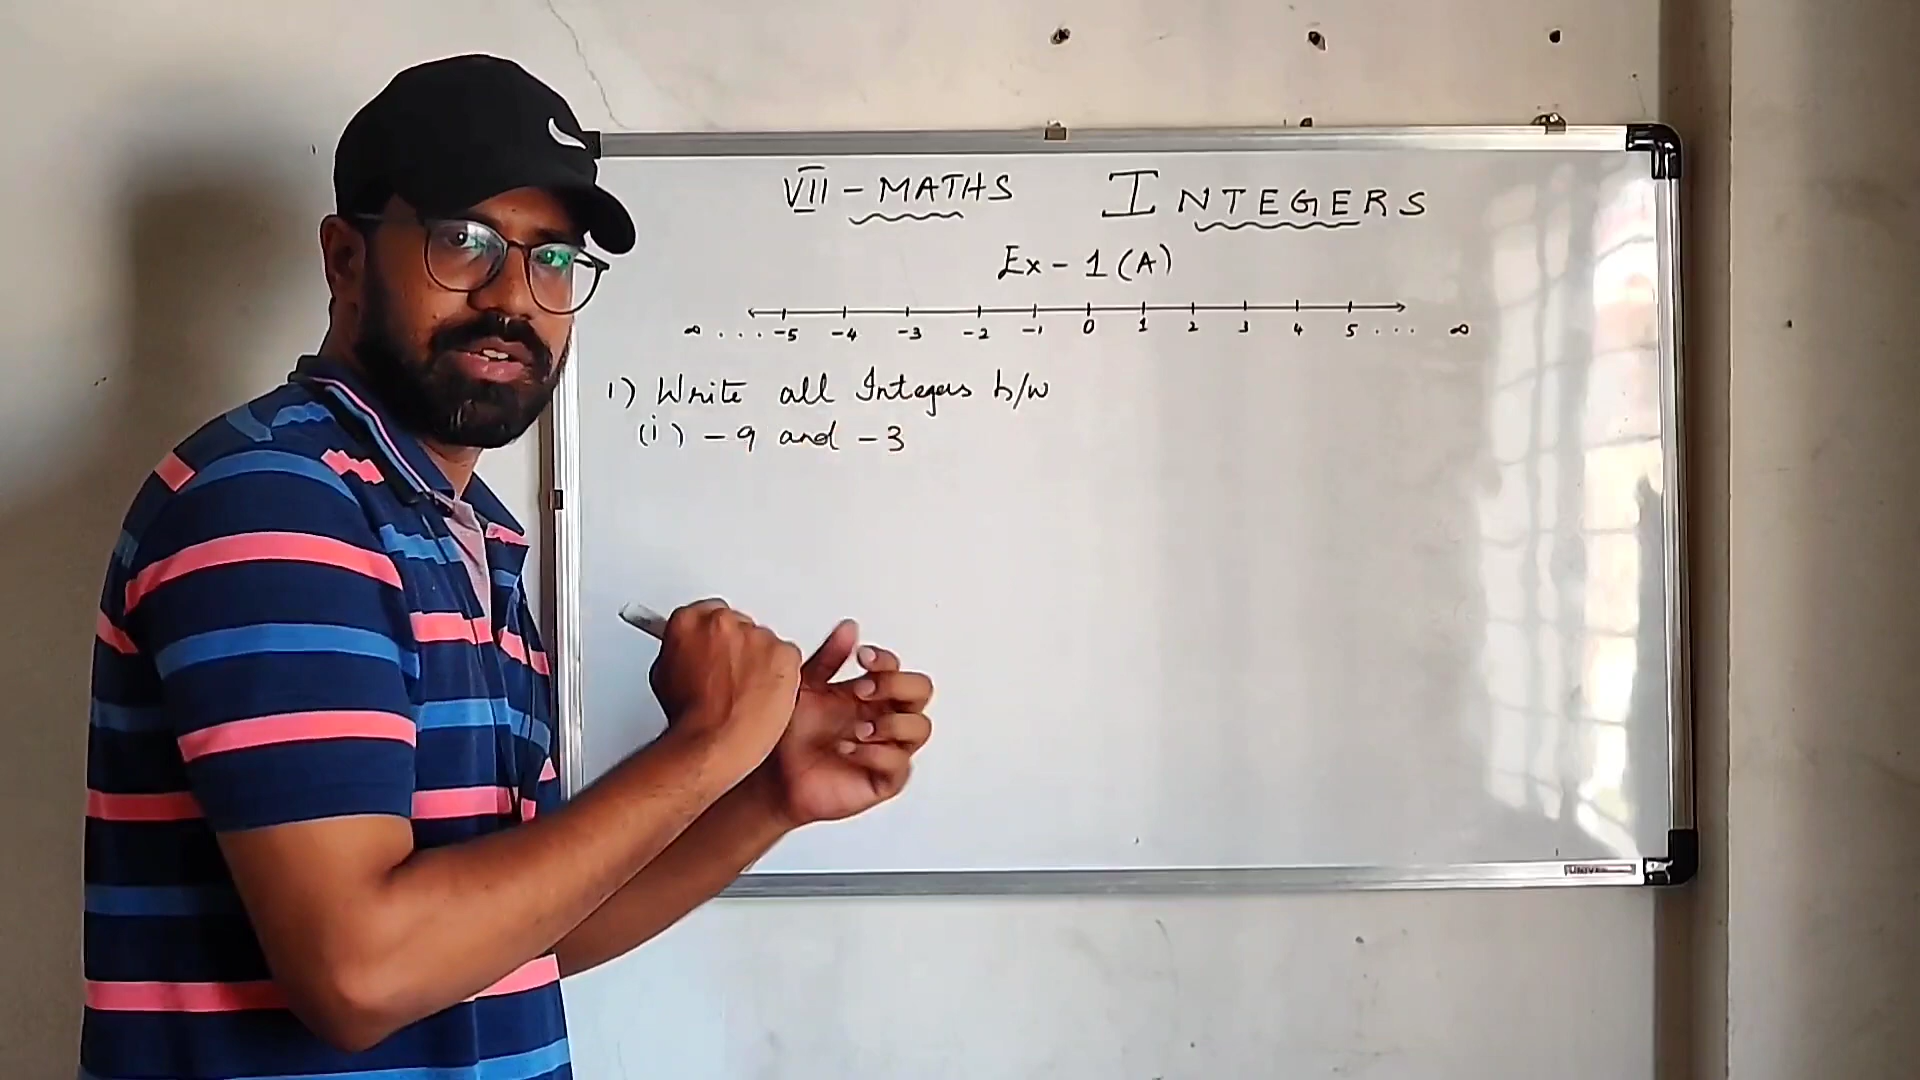 VII - MATHS INTEGERS
Ex - 1 (A)
∞ . . . -5 -4 -3 -2 -1 0 1 2 3 4 5 . . . ∞
1) Write all Integers b/w
(i) -9 and -3